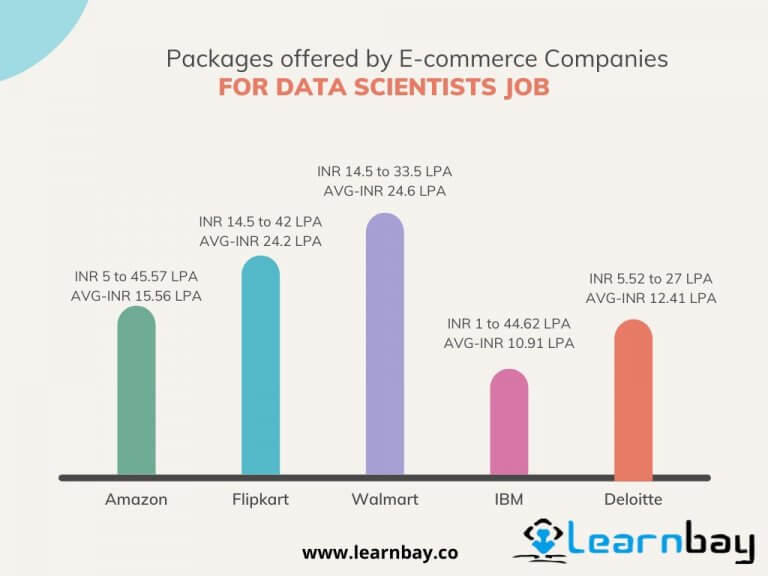 Packages offered by E-commerce Companies
FOR DATA SCIENTISTS JOB
INR 14.5 to 33.5 LPA
AVG-INR 24.6 LPA
INR 14.5 to 42 LPA
AVG-INR 24.2 LPA
INR 5 to 45.57 LPA
AVG-INR 15.56 LPA
INR 5.52 to 27 LPA
AVG-INR 12.41 LPA
INR 1 to 44.62 LPA
AVG-INR 10.91 LPA
Amazon Flipkart Walmart IBM Deloitte
www.learnbay.co
Learnbay